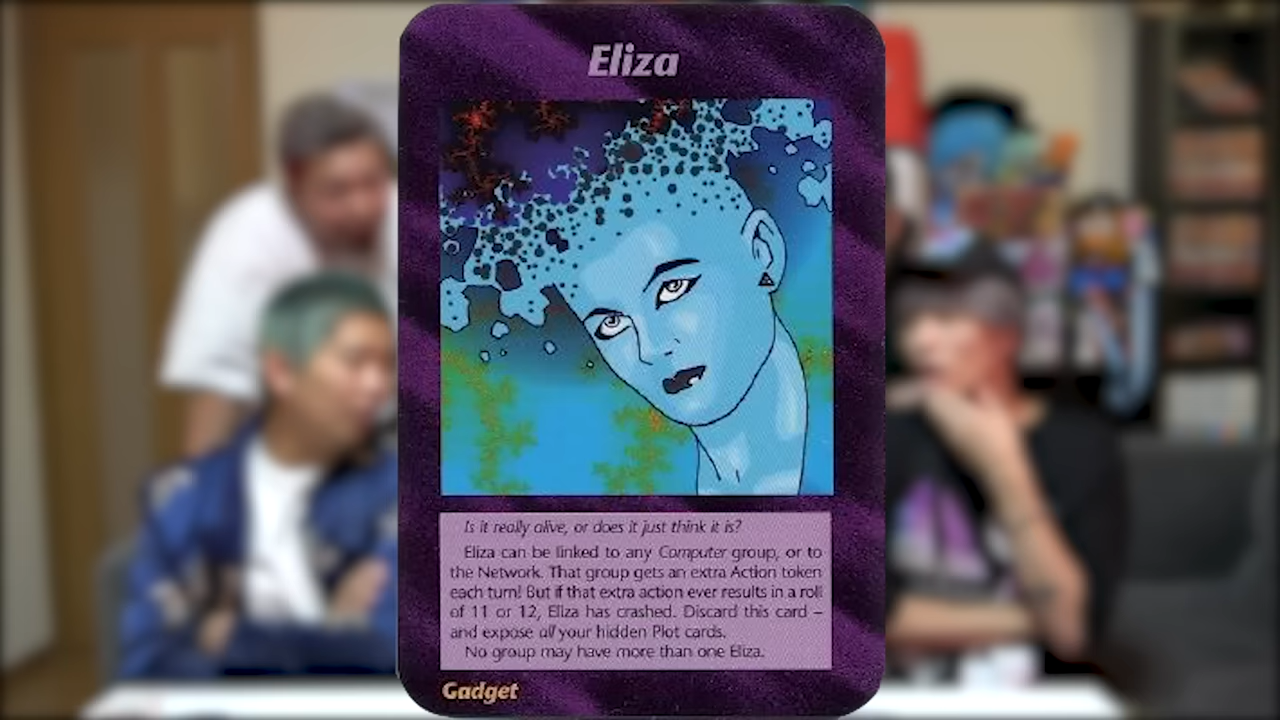 Eliza
Is it really alive, or does it just think it is?
Eliza can be linked to any Computer group, or to
the Network. That group gets an extra Action token
each turn! But if that extra action ever results in a roll
of 11 or 12, Eliza has crashed. Discard this card –
and expose all your hidden Plot cards.
No group may have more than one Eliza.
Gadget